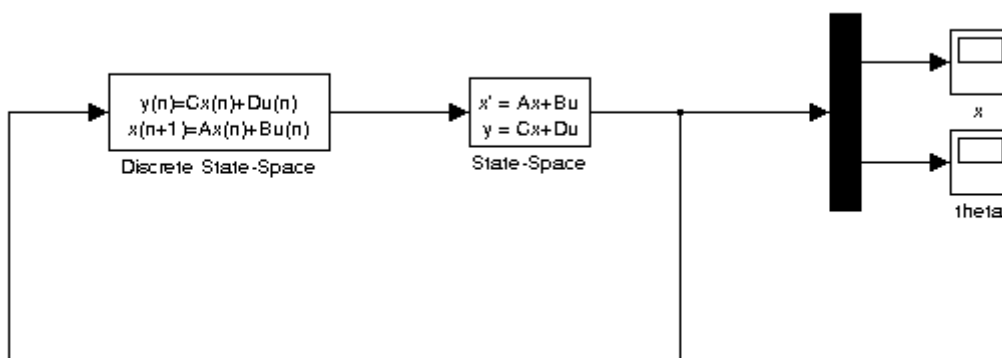 y(n)=Cx(n)+Du(n)
x(n+1)=Ax(n)+Bu(n)
Discrete State-Space
x' = Ax+Bu
y = Cx+Du
State-Space
x
theta